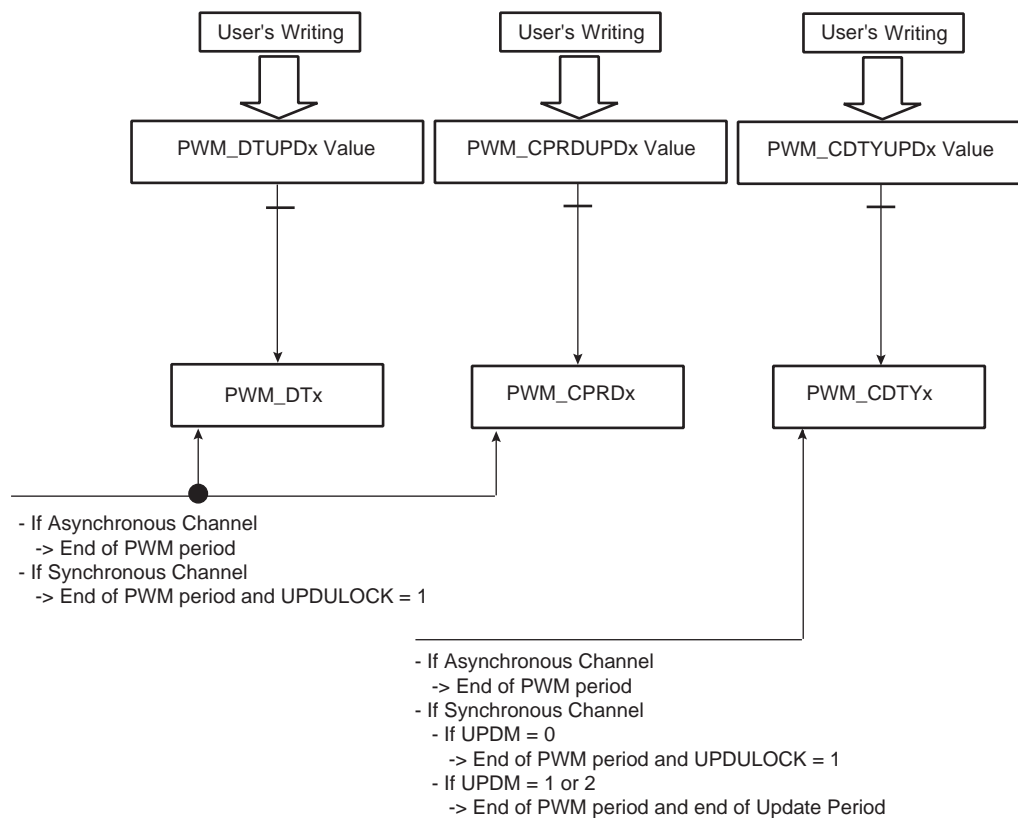 User's Writing
User's Writing
User's Writing
PWM_DTUPDx Value
PWM_CPRDUPDx Value
PWM_CDTYUPDx Value
PWM_DTx
PWM_CPRDx
PWM_CDTYx
- If Asynchronous Channel
-> End of PWM period
- If Synchronous Channel
-> End of PWM period and UPDULOCK = 1
- If Asynchronous Channel
-> End of PWM period
- If Synchronous Channel
- If UPDM = 0
-> End of PWM period and UPDULOCK = 1
- If UPDM = 1 or 2
-> End of PWM period and end of Update Period